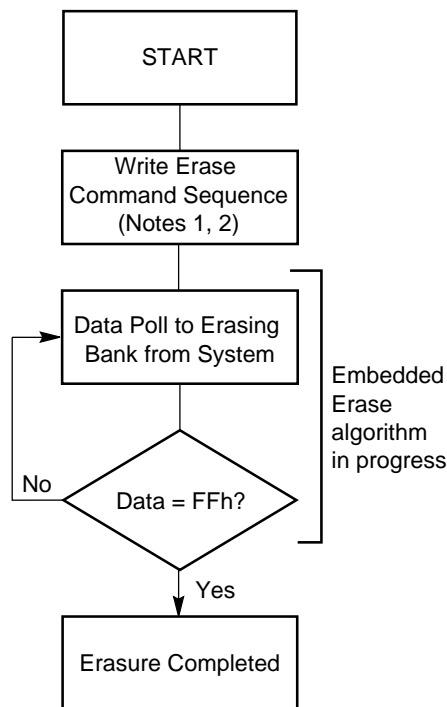 START
Write Erase
Command Sequence
(Notes 1, 2)
Data Poll to Erasing
Bank from System
Embedded
Erase
algorithm
in progress
No
Data = FFh?
Yes
Erasure Completed